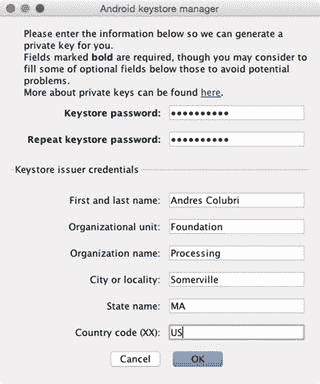 Android keystore manager
Please enter the information below so we can generate a
private key for you.
Fields marked bold are required, though you may consider to
fill some of optional fields below those to avoid potential
problems.
More about private keys can be found here.
Keystore password: ••••••••••
Repeat keystore password: ••••••••••
Keystore issuer credentials
First and last name: Andres Colubri
Organizational unit: Foundation
Organization name: Processing
City or locality: Somerville
State name: MA
Country code (XX): US
Cancel OK